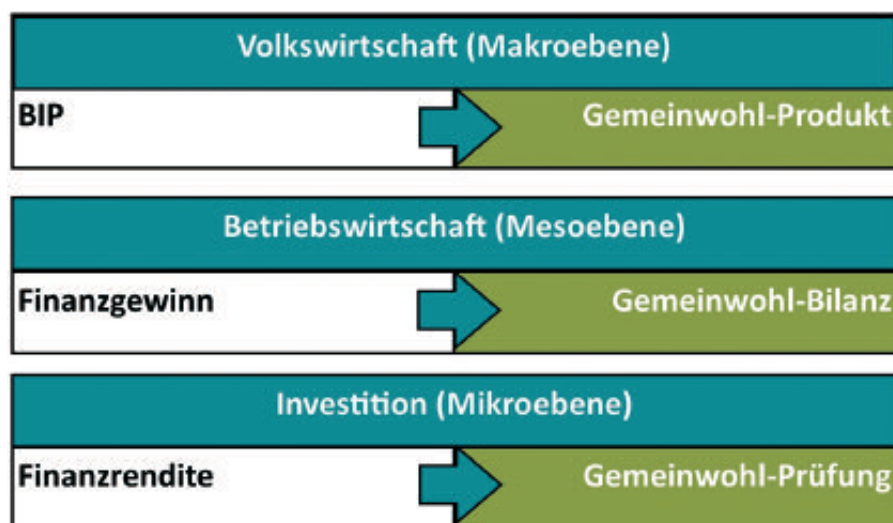 Volkswirtschaft (Makroebene)
BIP Gemeinwohl-Produkt
Betriebswirtschaft (Mesoebene)
Finanzgewinn Gemeinwohl-Bilanz
Investition (Mikroebene)
Finanzrendite Gemeinwohl-Prüfung